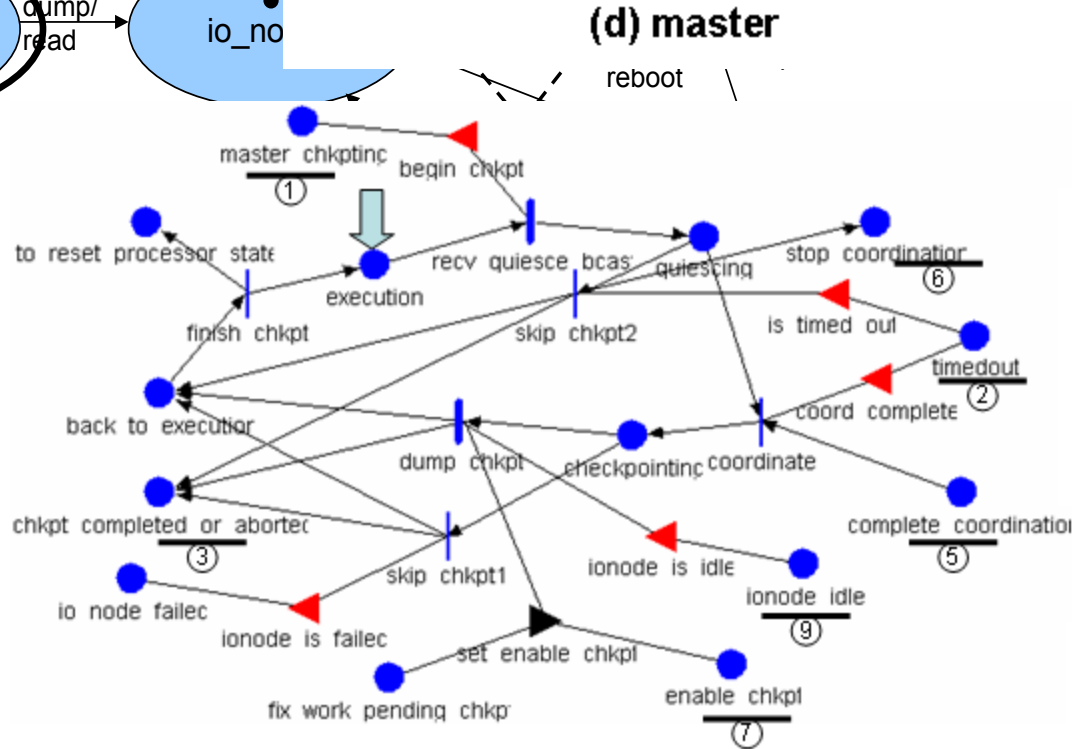 dump/
read
io_no
(d) master
reboot
master chkpting
begin chkpt
1
to reset processor state
execution
recv quiesce bcas
quiescing
stop coordination
6
finish chkpt
skip chkpt2
is timed out
timedout
2
back to execution
dump chkpt
checkpointing
coordinate
coord complete
chkpt completed or aborted
3
skip chkpt1
ionode is idle
complete coordination
5
io node failed
ionode is failed
ionode idle
9
set enable chkpt
fix work pending chkp
enable chkpt
7